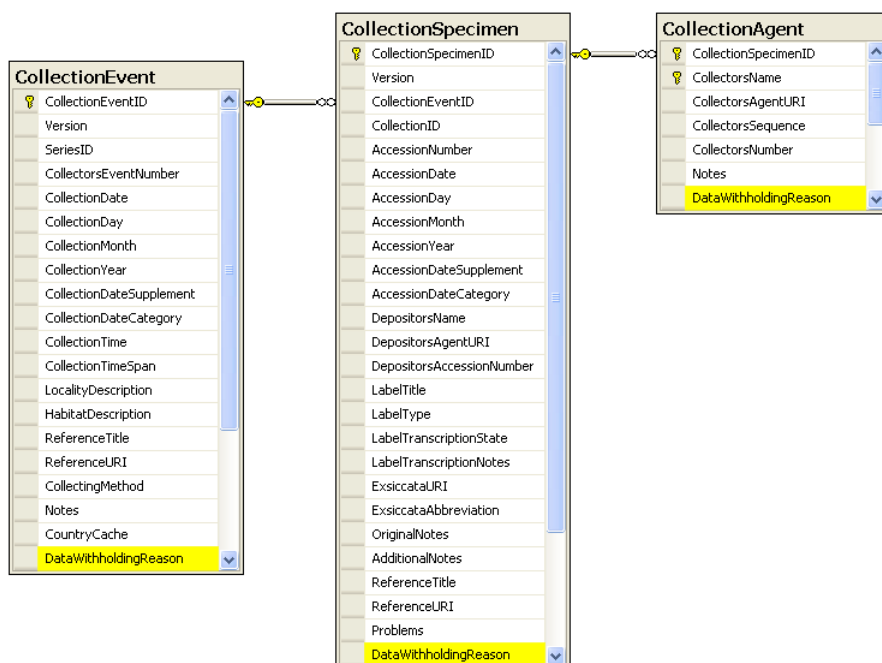 CollectionEvent
CollectionEventID
Version
SeriesID
CollectorsEventNumber
CollectionDate
CollectionDay
CollectionMonth
CollectionYear
CollectionDateSupplement
CollectionDateCategory
CollectionTime
CollectionTimeSpan
LocalityDescription
HabitatDescription
ReferenceTitle
ReferenceURI
CollectingMethod
Notes
CountryCache
DataWithholdingReason
CollectionSpecimen
CollectionSpecimenID
Version
CollectionEventID
CollectionID
AccessionNumber
AccessionDate
AccessionDay
AccessionMonth
AccessionYear
AccessionDateSupplement
AccessionDateCategory
DepositorsName
DepositorsAgentURI
DepositorsAccessionNumber
LabelTitle
LabelType
LabelTranscriptionState
LabelTranscriptionNotes
ExsiccataURI
ExsiccataAbbreviation
OriginalNotes
AdditionalNotes
ReferenceTitle
ReferenceURI
Problems
DataWithholdingReason
CollectionAgent
CollectionSpecimenID
CollectorsName
CollectorsAgentURI
CollectorsSequence
CollectorsNumber
Notes
DataWithholdingReason